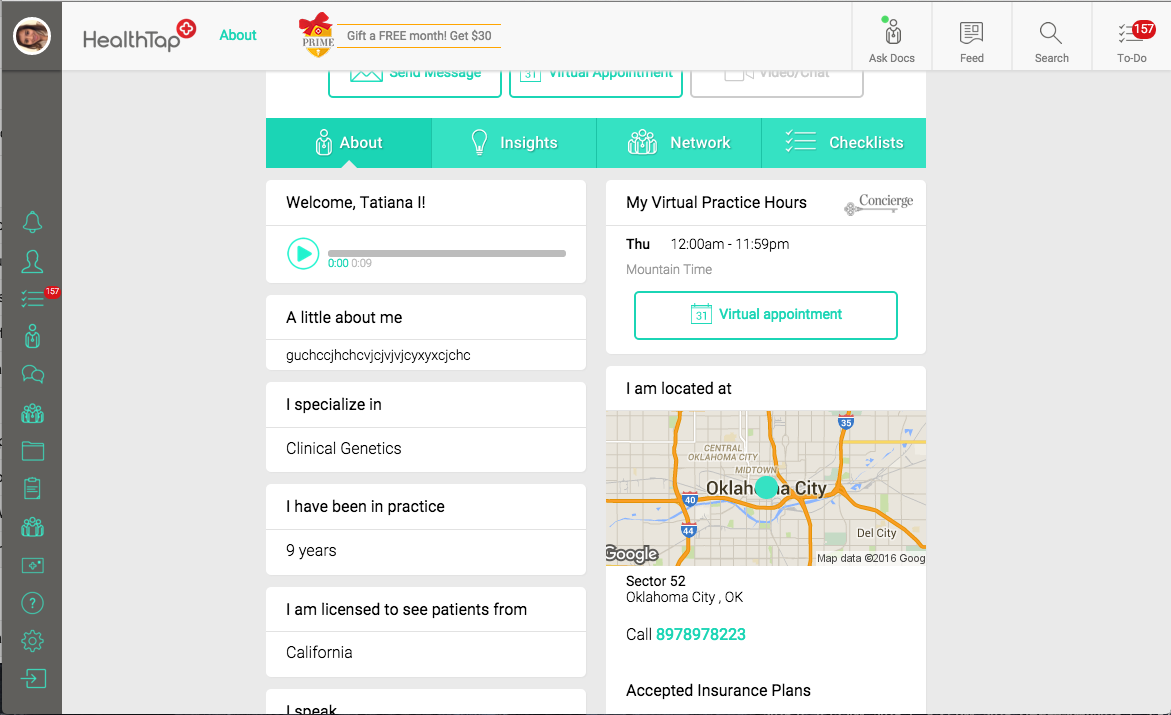 HealthTap
About
PRIME
Gift a FREE month! Get $30
Ask Docs
Feed
Search
157
To-Do
Send Message
31
Virtual Appointment
Video/Chat
About
Insights
Network
Checklists
157
Welcome, Tatiana I!
0:00 0:09
A little about me
guchccjhchcvjcjvjvjcyxyxcjchc
I specialize in
Clinical Genetics
I have been in practice
9 years
I am licensed to see patients from
California
I speak
My Virtual Practice Hours
Concierge
Thu 12:00am - 11:59pm
Mountain Time
31 Virtual appointment
I am located at
35
CENTRAL
OKLAHOMA CITY
MIDTOWN
Oklahoma City
40
44
Del City
Google
Map data ©2016 Goog
Sector 52
Oklahoma City , OK
Call 8978978223
Accepted Insurance Plans